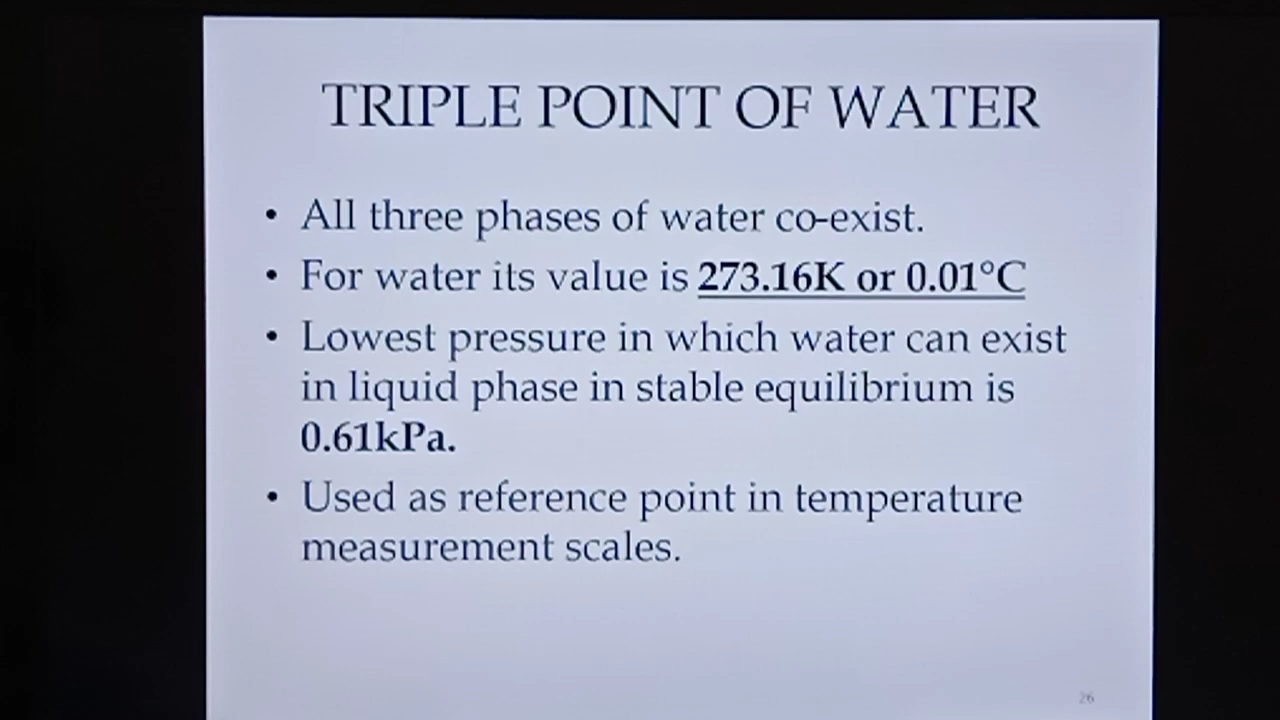 TRIPLE POINT OF WATER
• All three phases of water co-exist.
• For water its value is 273.16K or 0.01°C
• Lowest pressure in which water can exist
in liquid phase in stable equilibrium is
0.61kPa.
• Used as reference point in temperature
measurement scales.
26